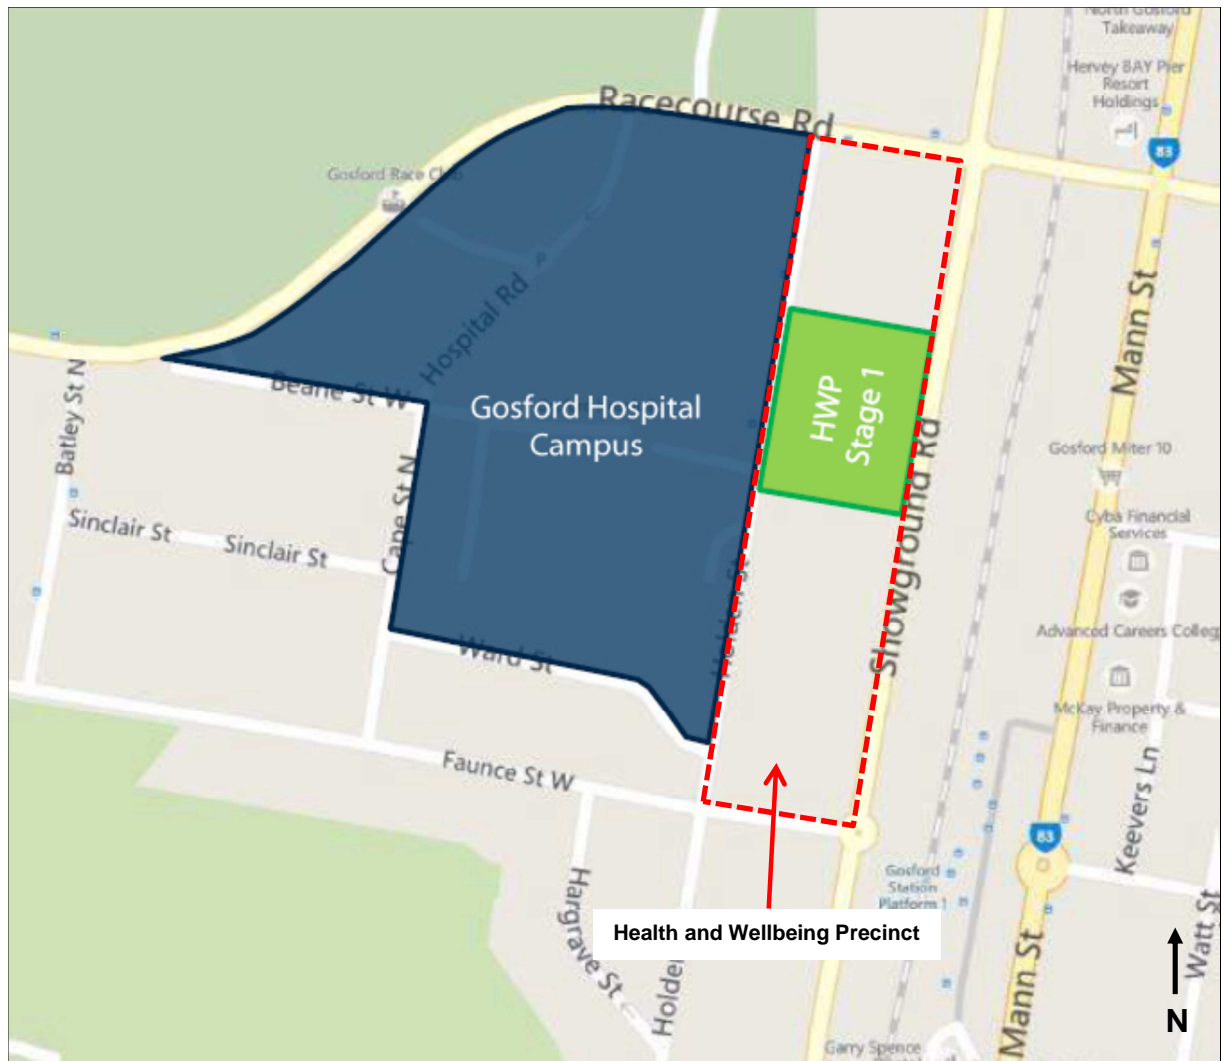 North Gosford
Takeaway
Hervey BAY Pier
Resort
Holdings
Racecourse Rd
83
Gosford Race Club
Hospital Rd
Mann St
Batley St N
Beane St W
Gosford Hospital
Campus
HWP
Stage 1
Showground Rd
Gosford Miter 10
Cape St N
Sinclair St
Sinclair St
Cyba Financial
Services
Holden St
Advanced Careers Colleg
Ward St
McKay Property &
Finance
Faunce St W
Keevers Ln
83
Gosford
Station
Platform 1
Hargrave St
Health and Wellbeing Precinct
Holde
Mann St
Watt St
N
Garry Spence